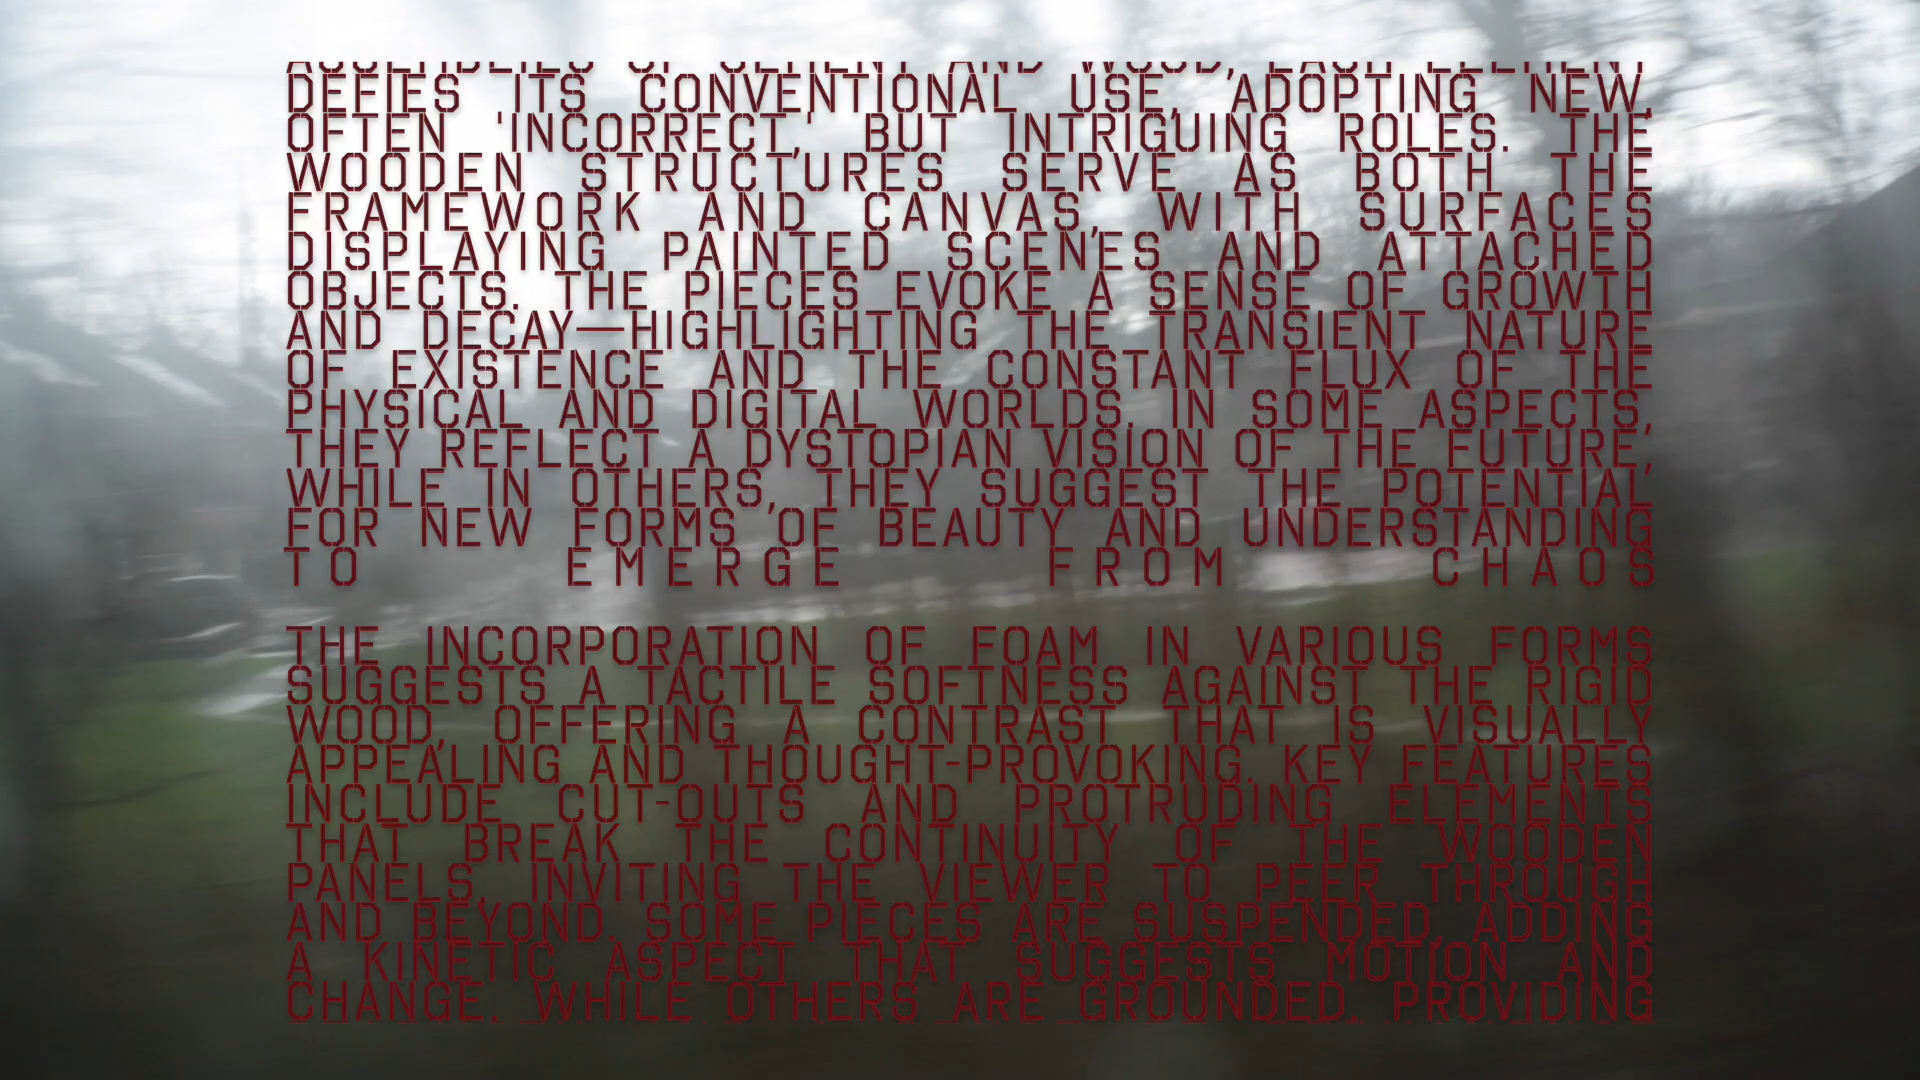 DEFIES ITS CONVENTIONAL USE, ADOPTING NEW,
OFTEN 'INCORRECT,' BUT INTRIGUING ROLES. THE
WOODEN STRUCTURES SERVE AS BOTH THE
FRAMEWORK AND CANVAS, WITH SURFACES
DISPLAYING PAINTED SCENES AND ATTACHED
OBJECTS. THE PIECES EVOKE A SENSE OF GROWTH
AND DECAY—HIGHLIGHTING THE TRANSIENT NATURE
OF EXISTENCE AND THE CONSTANT FLUX OF THE
PHYSICAL AND DIGITAL WORLDS. IN SOME ASPECTS,
THEY REFLECT A DYSTOPIAN VISION OF THE FUTURE,
WHILE IN OTHERS, THEY SUGGEST THE POTENTIAL
FOR NEW FORMS OF BEAUTY AND UNDERSTANDING
TO EMERGE FROM CHAOS
THE INCORPORATION OF FOAM IN VARIOUS FORMS
SUGGESTS A TACTILE SOFTNESS AGAINST THE RIGID
WOOD, OFFERING A CONTRAST THAT IS VISUALLY
APPEALING AND THOUGHT-PROVOKING. KEY FEATURES
INCLUDE CUT-OUTS AND PROTRUDING ELEMENTS
THAT BREAK THE CONTINUITY OF THE WOODEN
PANELS, INVITING THE VIEWER TO PEER THROUGH
AND BEYOND. SOME PIECES ARE SUSPENDED, ADDING
A KINETIC ASPECT THAT SUGGESTS MOTION AND
CHANGE. WHILE OTHERS ARE GROUNDED, PROVIDING